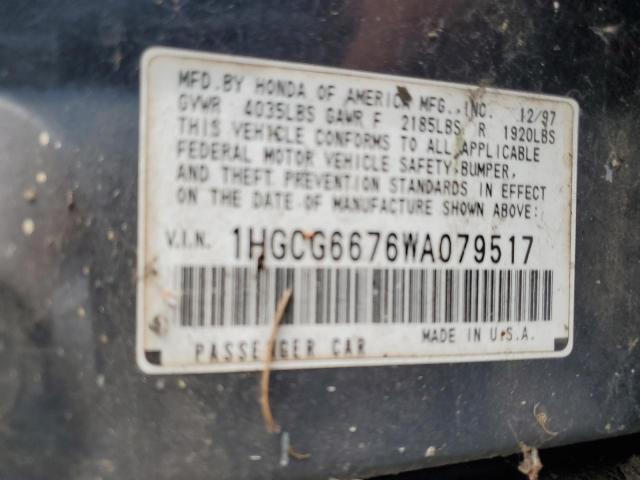 MFD. BY HONDA OF AMERICA MFG., INC. 12/97
GVWR 4035LBS GAWR F 2185LBS R 1920LBS
THIS VEHICLE CONFORMS TO ALL APPLICABLE
FEDERAL MOTOR VEHICLE SAFETY, BUMPER,
AND THEFT PREVENTION STANDARDS IN EFFECT
ON THE DATE OF MANUFACTURE SHOWN ABOVE:
V.I.N. 1HGCG6676WA079517
PASSENGER CAR MADE IN U.S.A.